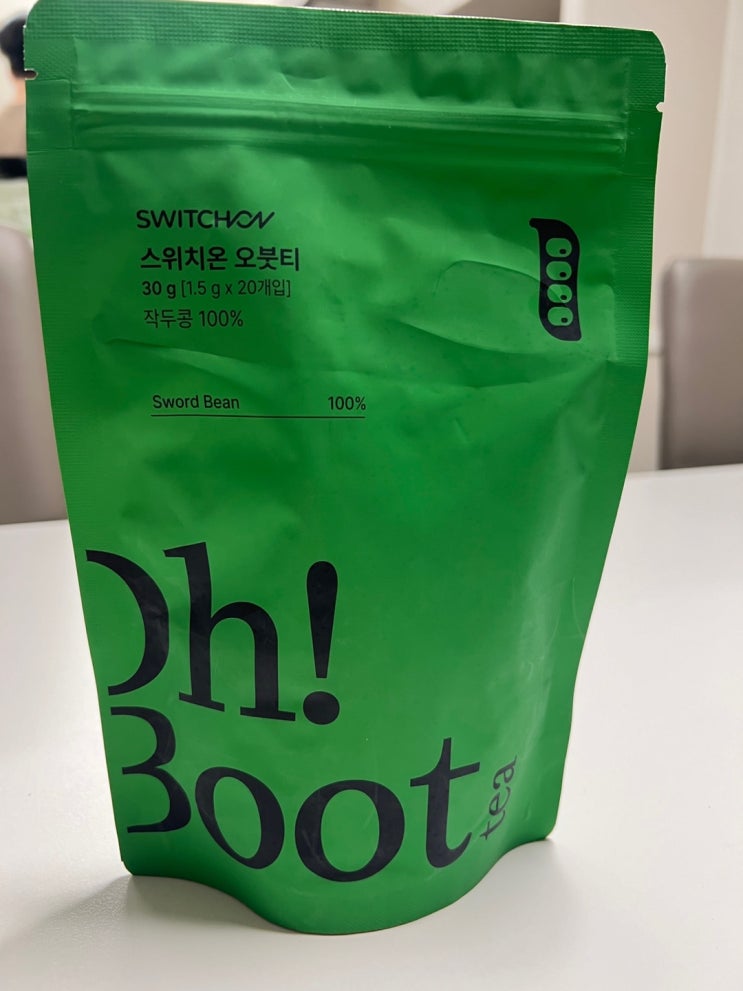 SWITCHON
스위치온 오붓티
30 g [1.5 g x 20개입]
작두콩 100%
Sword Bean 100%
Oh!
Boot
tea